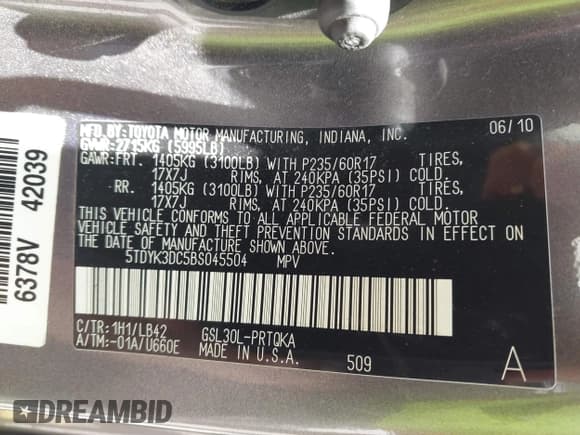 MFD.BY:TOYOTA MOTOR MANUFACTURING, INDIANA, INC. 06/10
GVWR:2715KG (5995LB)
GAWR:FRT. 1405KG (3100LB) WITH P235/60R17 TIRES,
17X7J RIMS, AT 240KPA (35PSI) COLD.
RR. 1405KG (3100LB) WITH P235/60R17 TIRES,
17X7J RIMS, AT 240KPA (35PSI) COLD.
THIS VEHICLE CONFORMS TO ALL APPLICABLE FEDERAL MOTOR
VEHICLE SAFETY AND THEFT PREVENTION STANDARDS IN EFFECT ON
THE DATE OF MANUFACTURE SHOWN ABOVE.
5TDYK3DC5BS045504 MPV
C/TR:1H1/LB42 GSL30L-PRTQKA
A/TM:-01A/U660E MADE IN U.S.A. 509 A
6378V 42039
DREAMBID